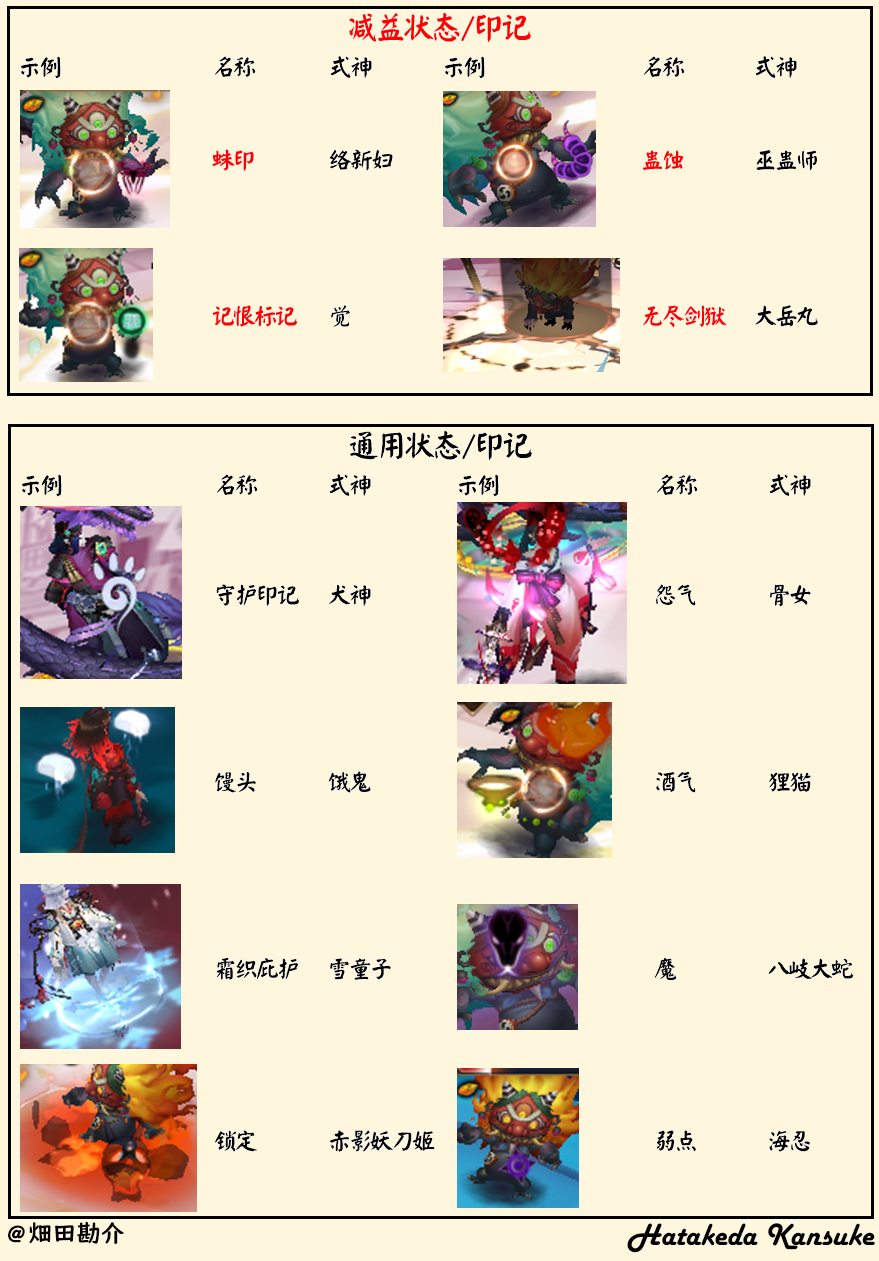 减益状态/印记
示例 名称 式神 示例 名称 式神
蛛印 络新妇 蛊蚀 巫蛊师
记恨标记 觉 无尽剑狱 大岳丸
通用状态/印记
示例 名称 式神 示例 名称 式神
守护印记 犬神 怨气 骨女
馒头 饿鬼 酒气 狸猫
霜织庇护 雪童子 魔 八岐大蛇
锁定 赤影妖刀姬 弱点 海忍
@畑田勘介 Hatakeda Kansuke